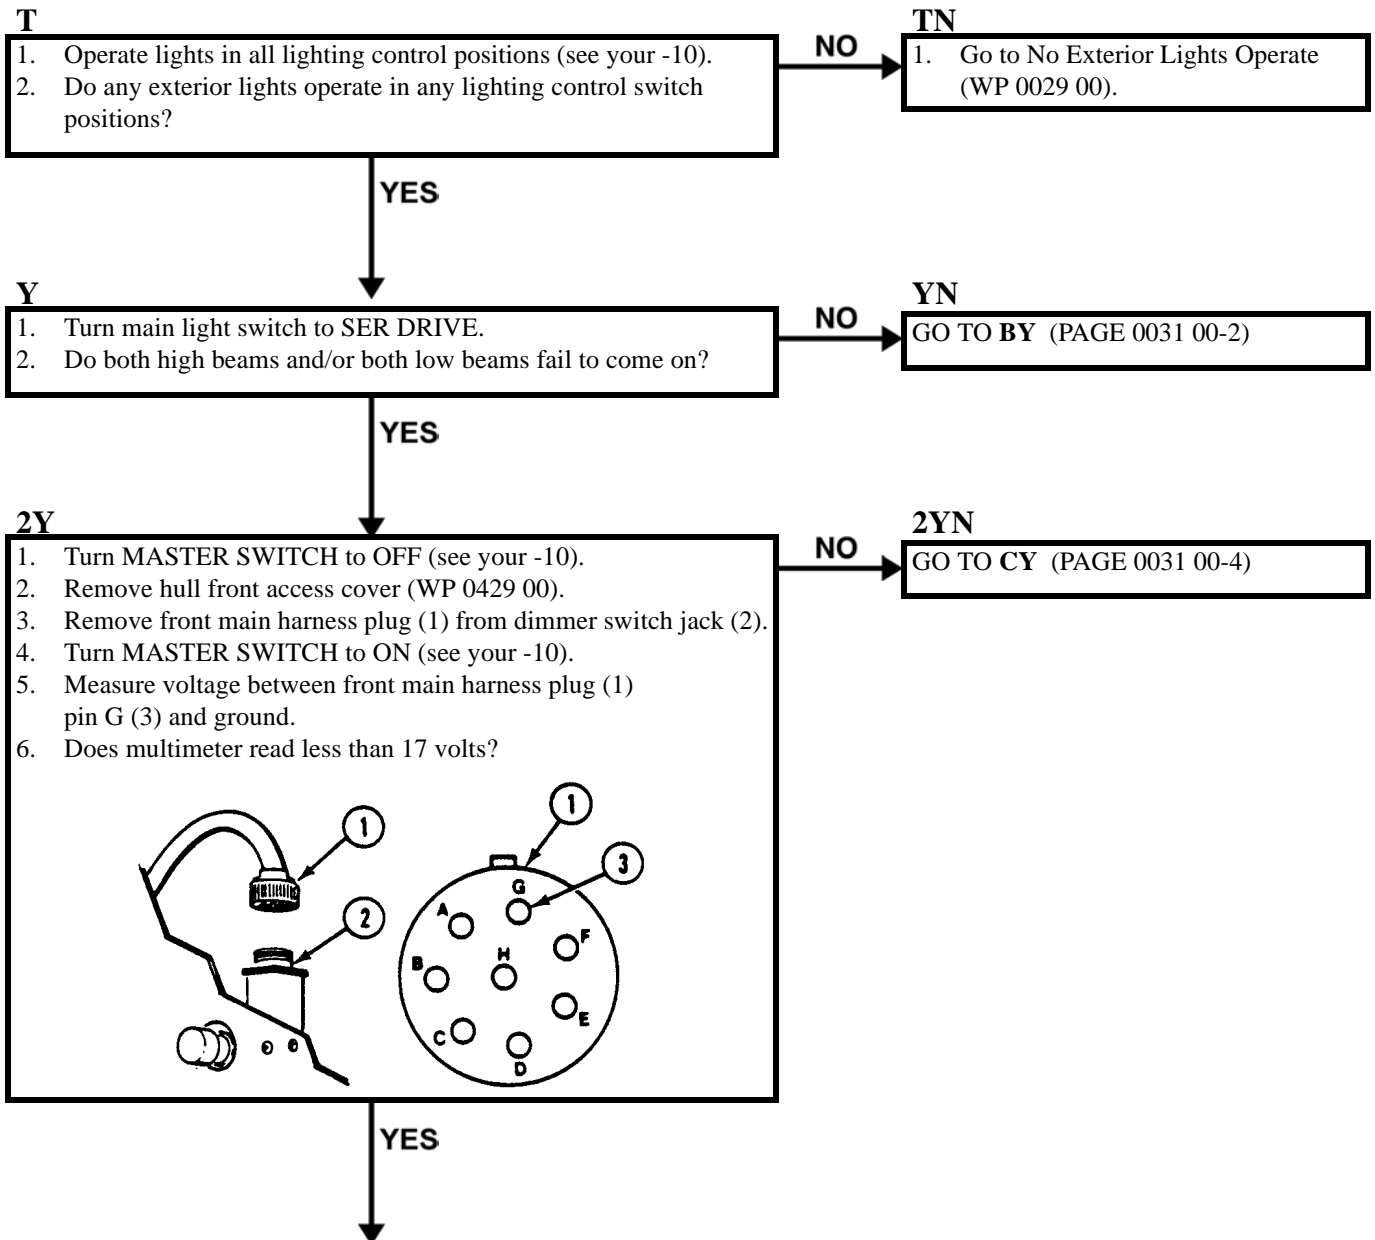 T
1. Operate lights in all lighting control positions (see your -10).
2. Do any exterior lights operate in any lighting control switch
positions?
NO
TN
1. Go to No Exterior Lights Operate
(WP 0029 00).
YES
Y
1. Turn main light switch to SER DRIVE.
2. Do both high beams and/or both low beams fail to come on?
NO
YN
GO TO BY (PAGE 0031 00-2)
YES
2Y
1. Turn MASTER SWITCH to OFF (see your -10).
2. Remove hull front access cover (WP 0429 00).
3. Remove front main harness plug (1) from dimmer switch jack (2).
4. Turn MASTER SWITCH to ON (see your -10).
5. Measure voltage between front main harness plug (1)
pin G (3) and ground.
6. Does multimeter read less than 17 volts?
NO
2YN
GO TO CY (PAGE 0031 00-4)
1
2
1
3
G
A
F
B
H
E
C
D
YES